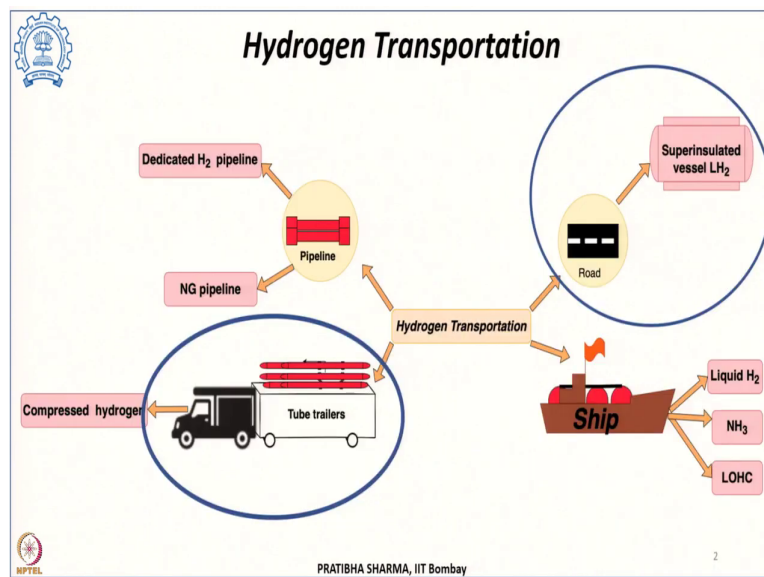 Hydrogen Transportation
Dedicated H₂ pipeline
Pipeline
NG pipeline
Superinsulated
vessel LH₂
Road
Hydrogen Transportation
Compressed hydrogen
Tube trailers
Ship
Liquid H₂
NH₃
LOHC
NPTEL
PRATIBHA SHARMA, IIT Bombay
2